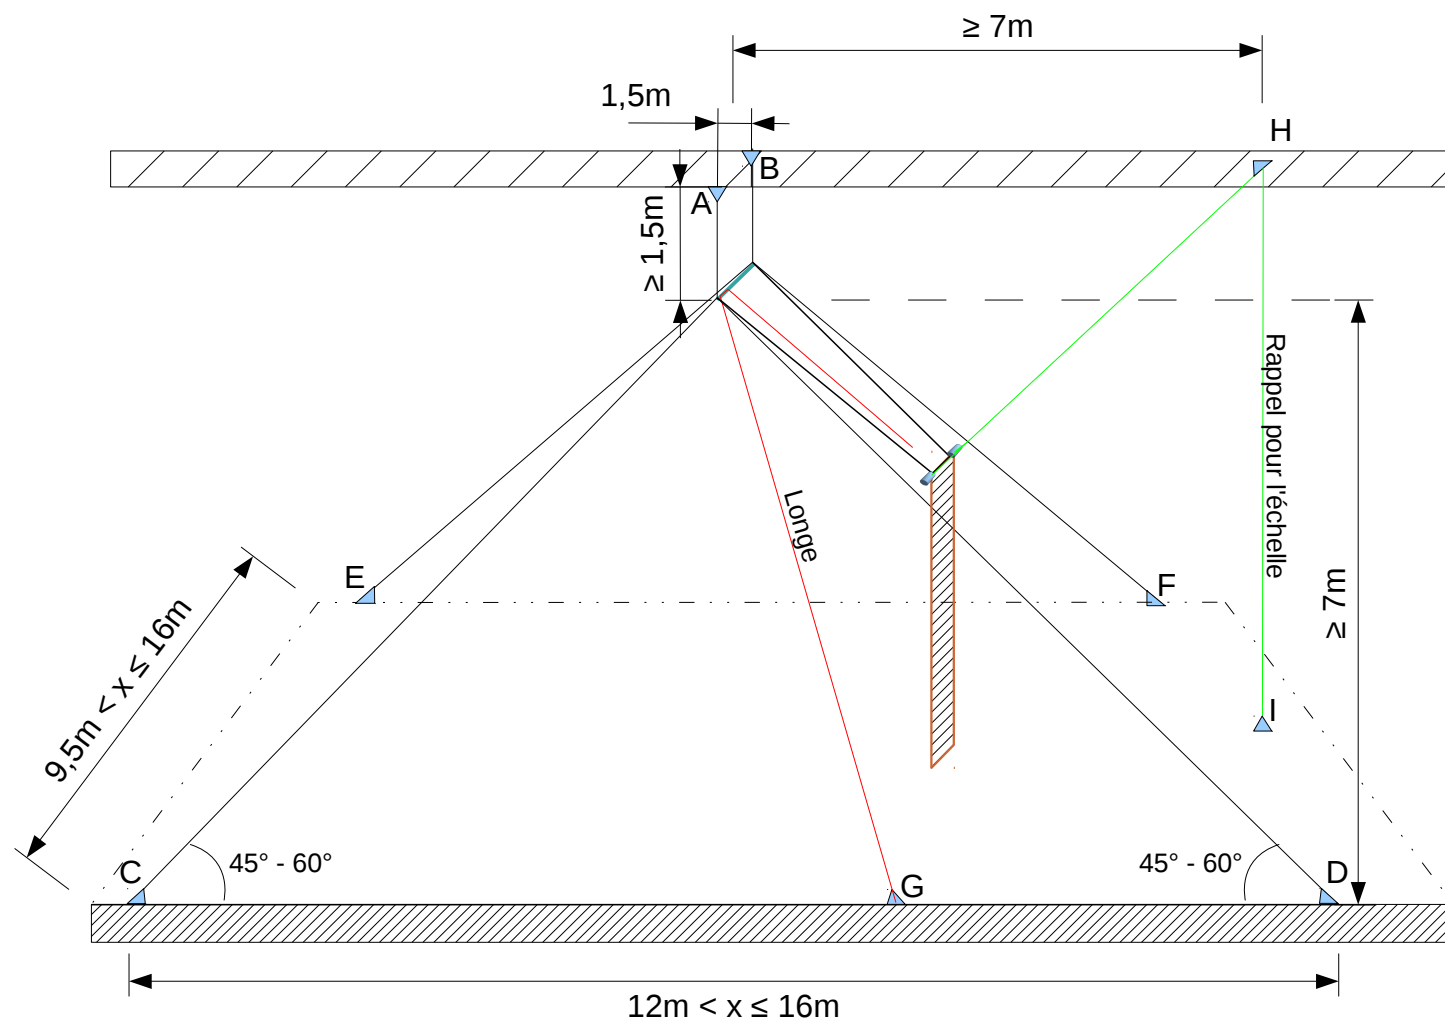 ≥ 7m
1,5m
H
B
A
≥ 1,5m
Rappel pour l'échelle
Longe
E
F
≥ 7m
9,5m < x ≤ 16m
I
C
45° - 60°
45° - 60°
D
G
12m < x ≤ 16m